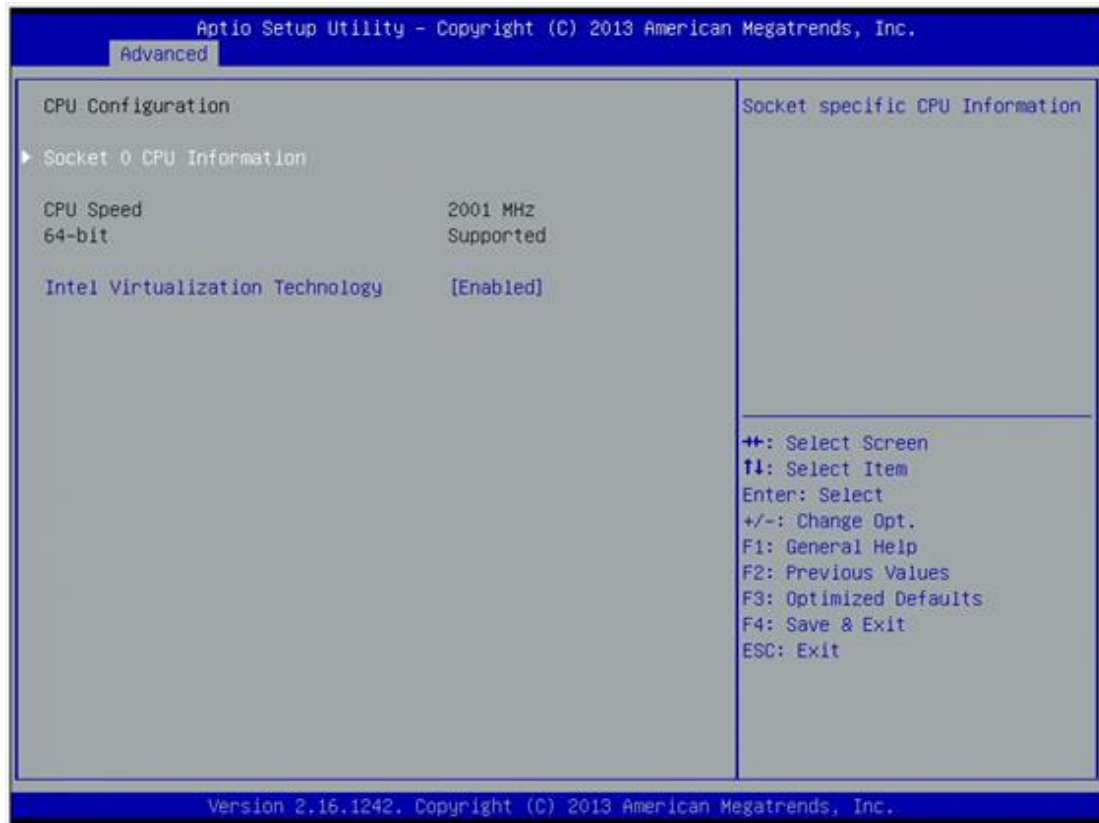 Aptio Setup Utility - Copyright (C) 2013 American Megatrends, Inc.
Advanced
CPU Configuration
Socket 0 CPU Information
CPU Speed 2001 MHz
64-bit Supported
Intel Virtualization Technology [Enabled]
Socket specific CPU Information
→←: Select Screen
↑↓: Select Item
Enter: Select
+/-: Change Opt.
F1: General Help
F2: Previous Values
F3: Optimized Defaults
F4: Save & Exit
ESC: Exit
Version 2.16.1242. Copyright (C) 2013 American Megatrends, Inc.